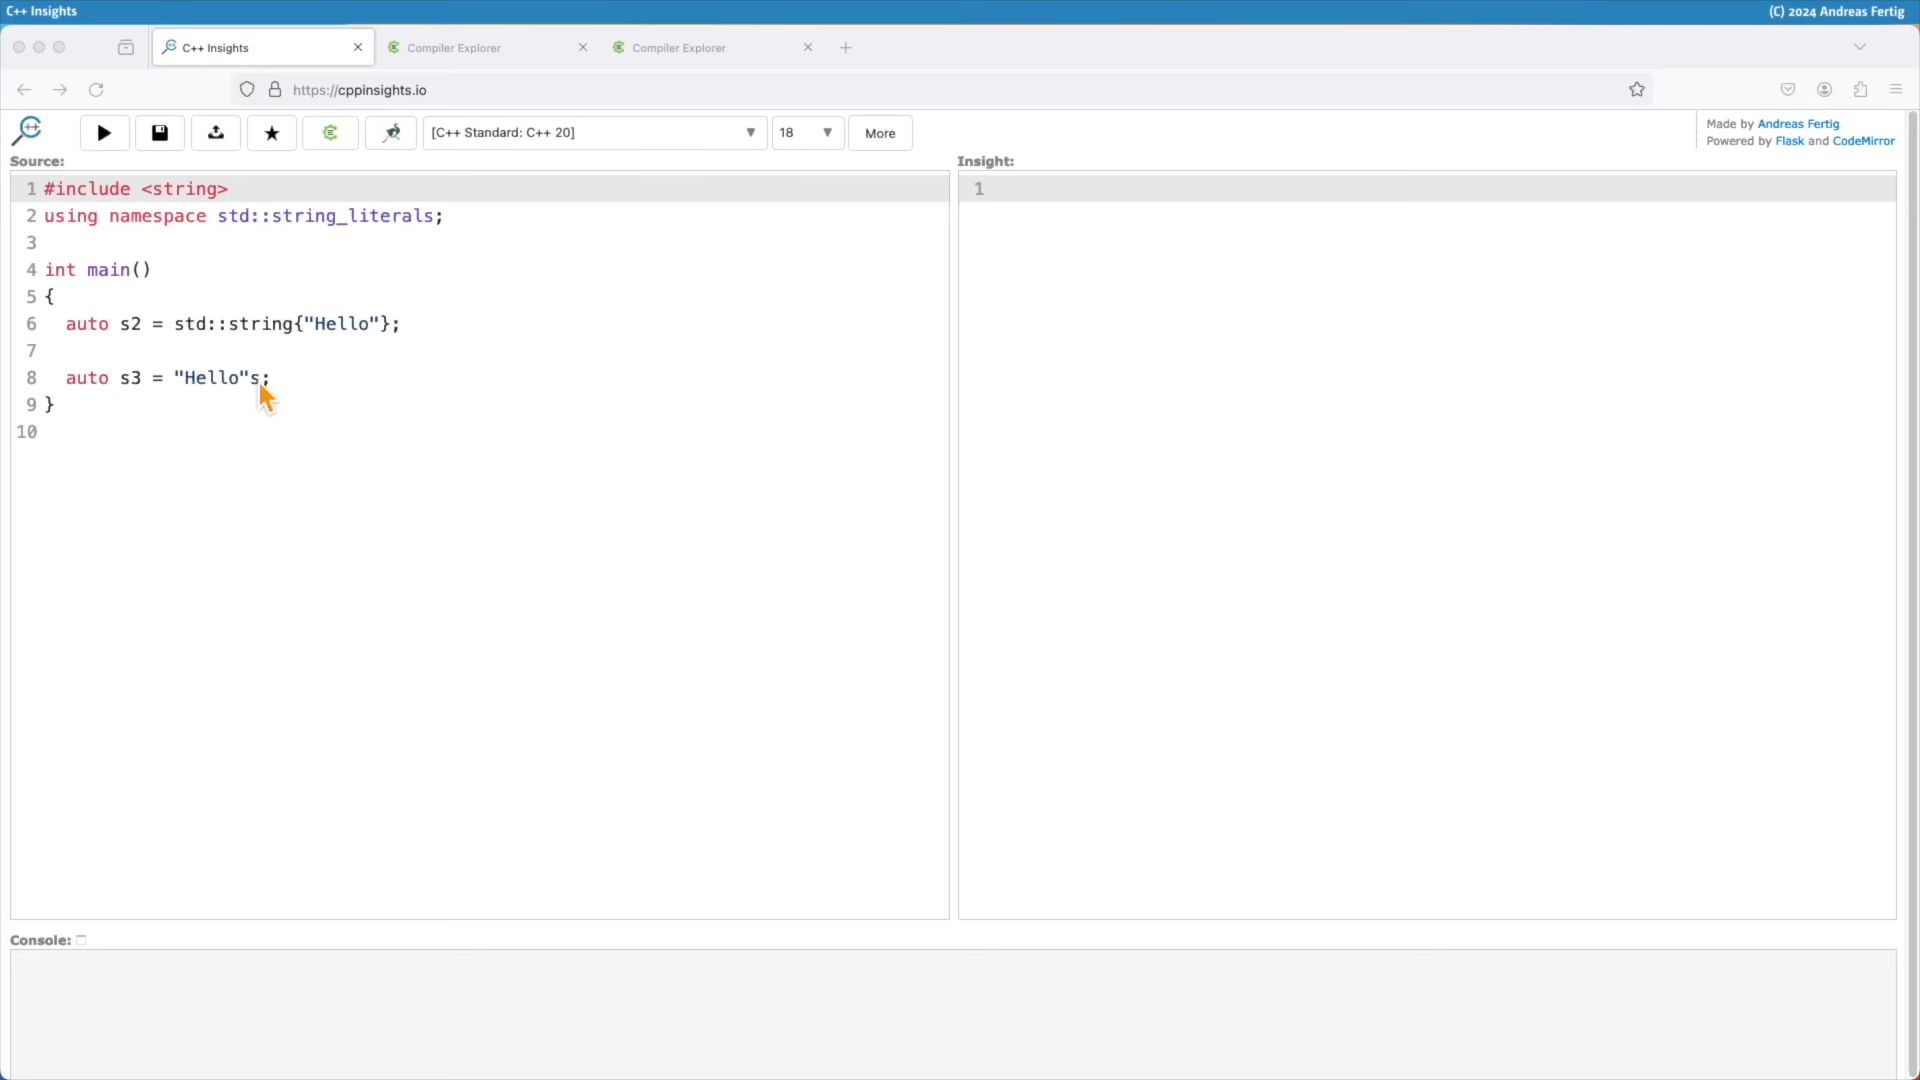 C++ Insights
(C) 2024 Andreas Fertig
C++ Insights
Compiler Explorer
Compiler Explorer
https://cppinsights.io
[C++ Standard: C++ 20]
18
More
Made by Andreas Fertig
Powered by Flask and CodeMirror
Source:
1 #include <string>
2 using namespace std::string_literals;
3
4 int main()
5 {
6   auto s2 = std::string{"Hello"};
7
8   auto s3 = "Hello"s;
9 }
10
Insight:
1
Console: